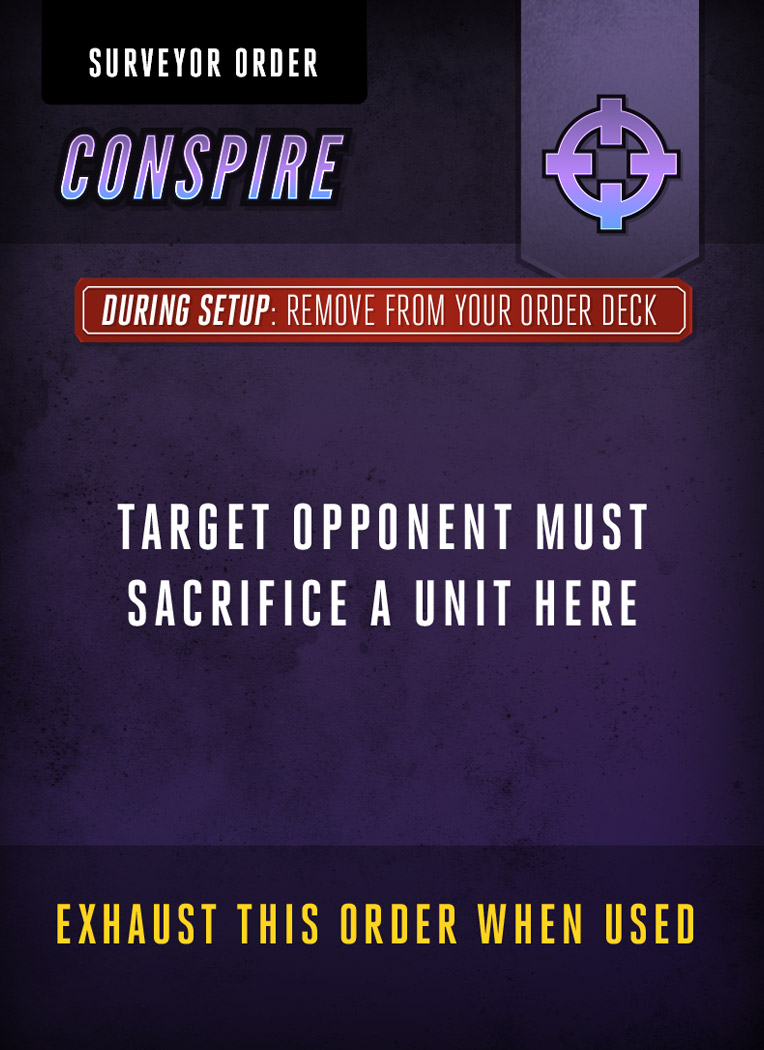 SURVEYOR ORDER
CONSPIRE
DURING SETUP: REMOVE FROM YOUR ORDER DECK
TARGET OPPONENT MUST
SACRIFICE A UNIT HERE
EXHAUST THIS ORDER WHEN USED